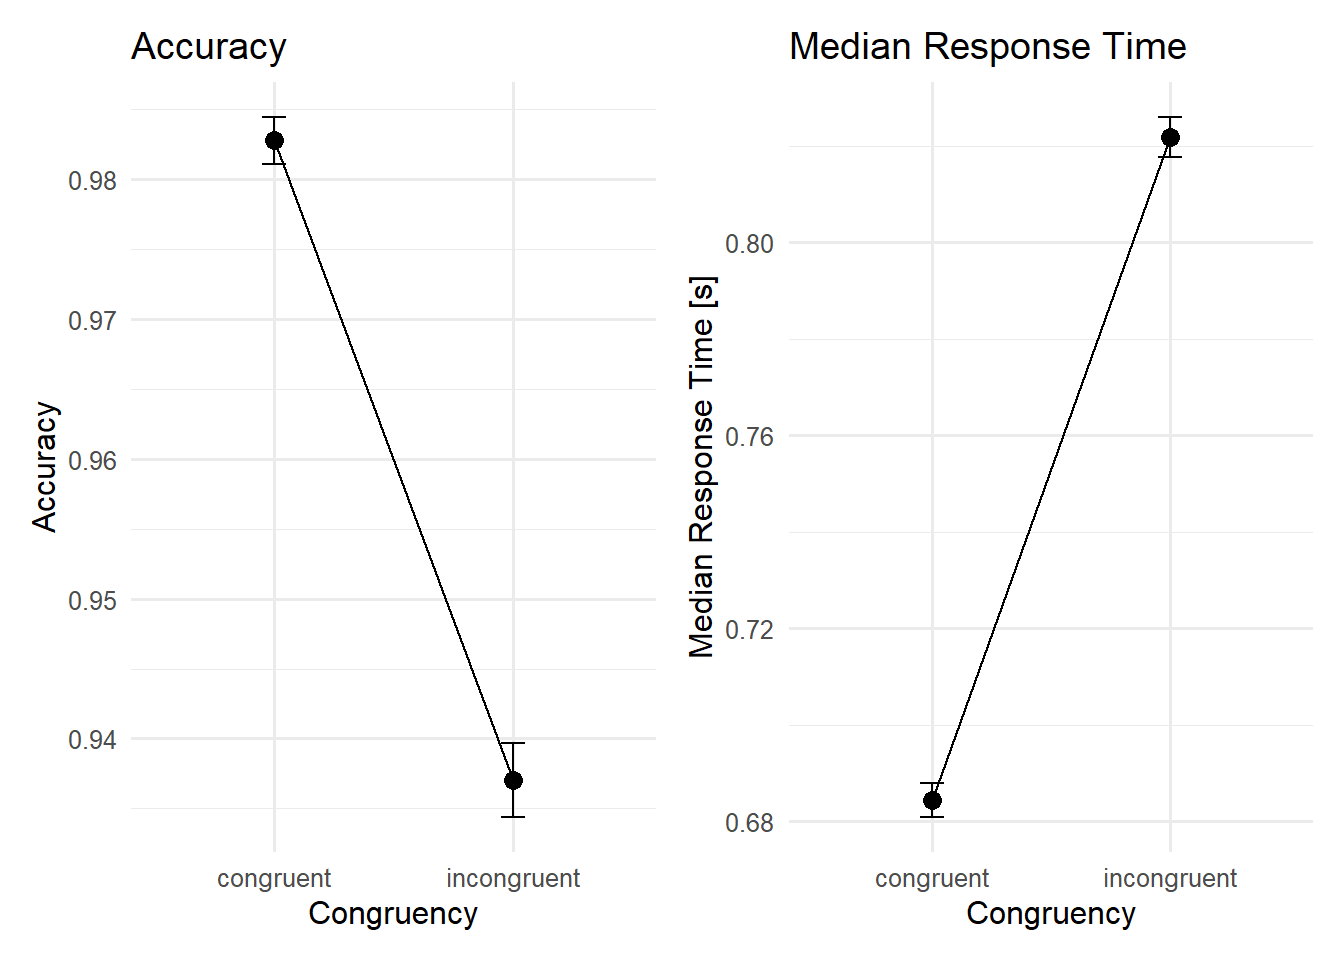 Accuracy
Accuracy
0.98
0.97
0.96
0.95
0.94
congruent incongruent
Congruency
Median Response Time
Median Response Time [s]
0.80
0.76
0.72
0.68
congruent incongruent
Congruency